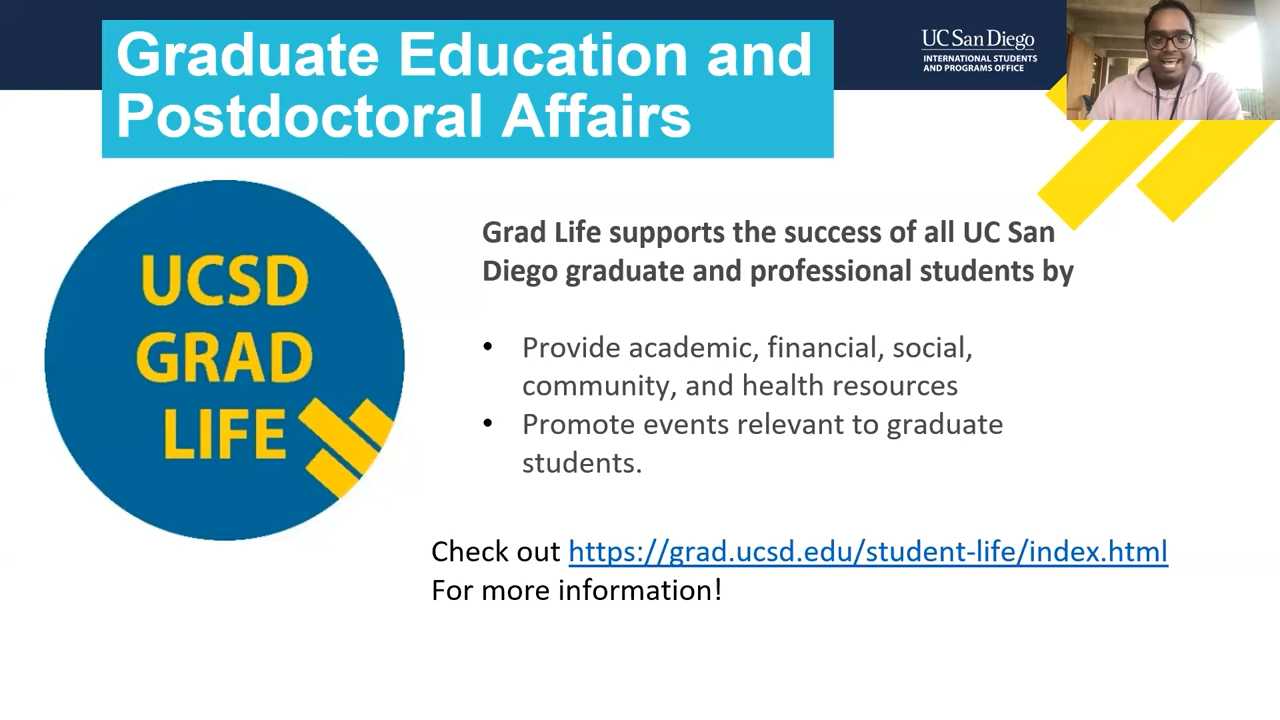 Graduate Education and
Postdoctoral Affairs
UC San Diego
INTERNATIONAL STUDENTS
AND PROGRAMS OFFICE
UCSD
GRAD
LIFE
Grad Life supports the success of all UC San
Diego graduate and professional students by
• Provide academic, financial, social,
community, and health resources
• Promote events relevant to graduate
students.
Check out https://grad.ucsd.edu/student-life/index.html
For more information!